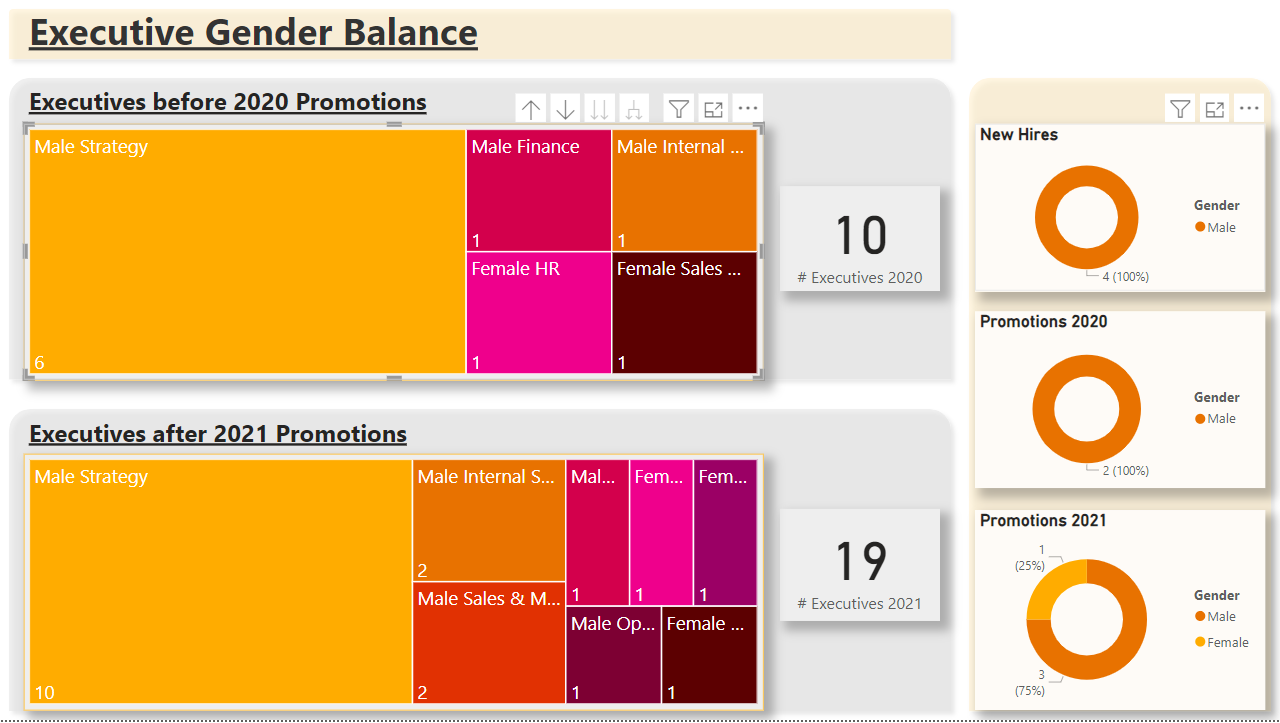 Executive Gender Balance
Executives before 2020 Promotions
Male Strategy
6
Male Finance
1
Male Internal ...
1
Female HR
1
Female Sales ...
1
10
# Executives 2020
Executives after 2021 Promotions
Male Strategy
10
Male Internal S...
2
Male Sales & M...
2
Mal...
1
Fem...
1
Fem...
1
Male Op...
1
Female ...
1
19
# Executives 2021
New Hires
Gender
Male
4 (100%)
Promotions 2020
Gender
Male
2 (100%)
Promotions 2021
1
(25%)
Gender
Male
Female
3
(75%)